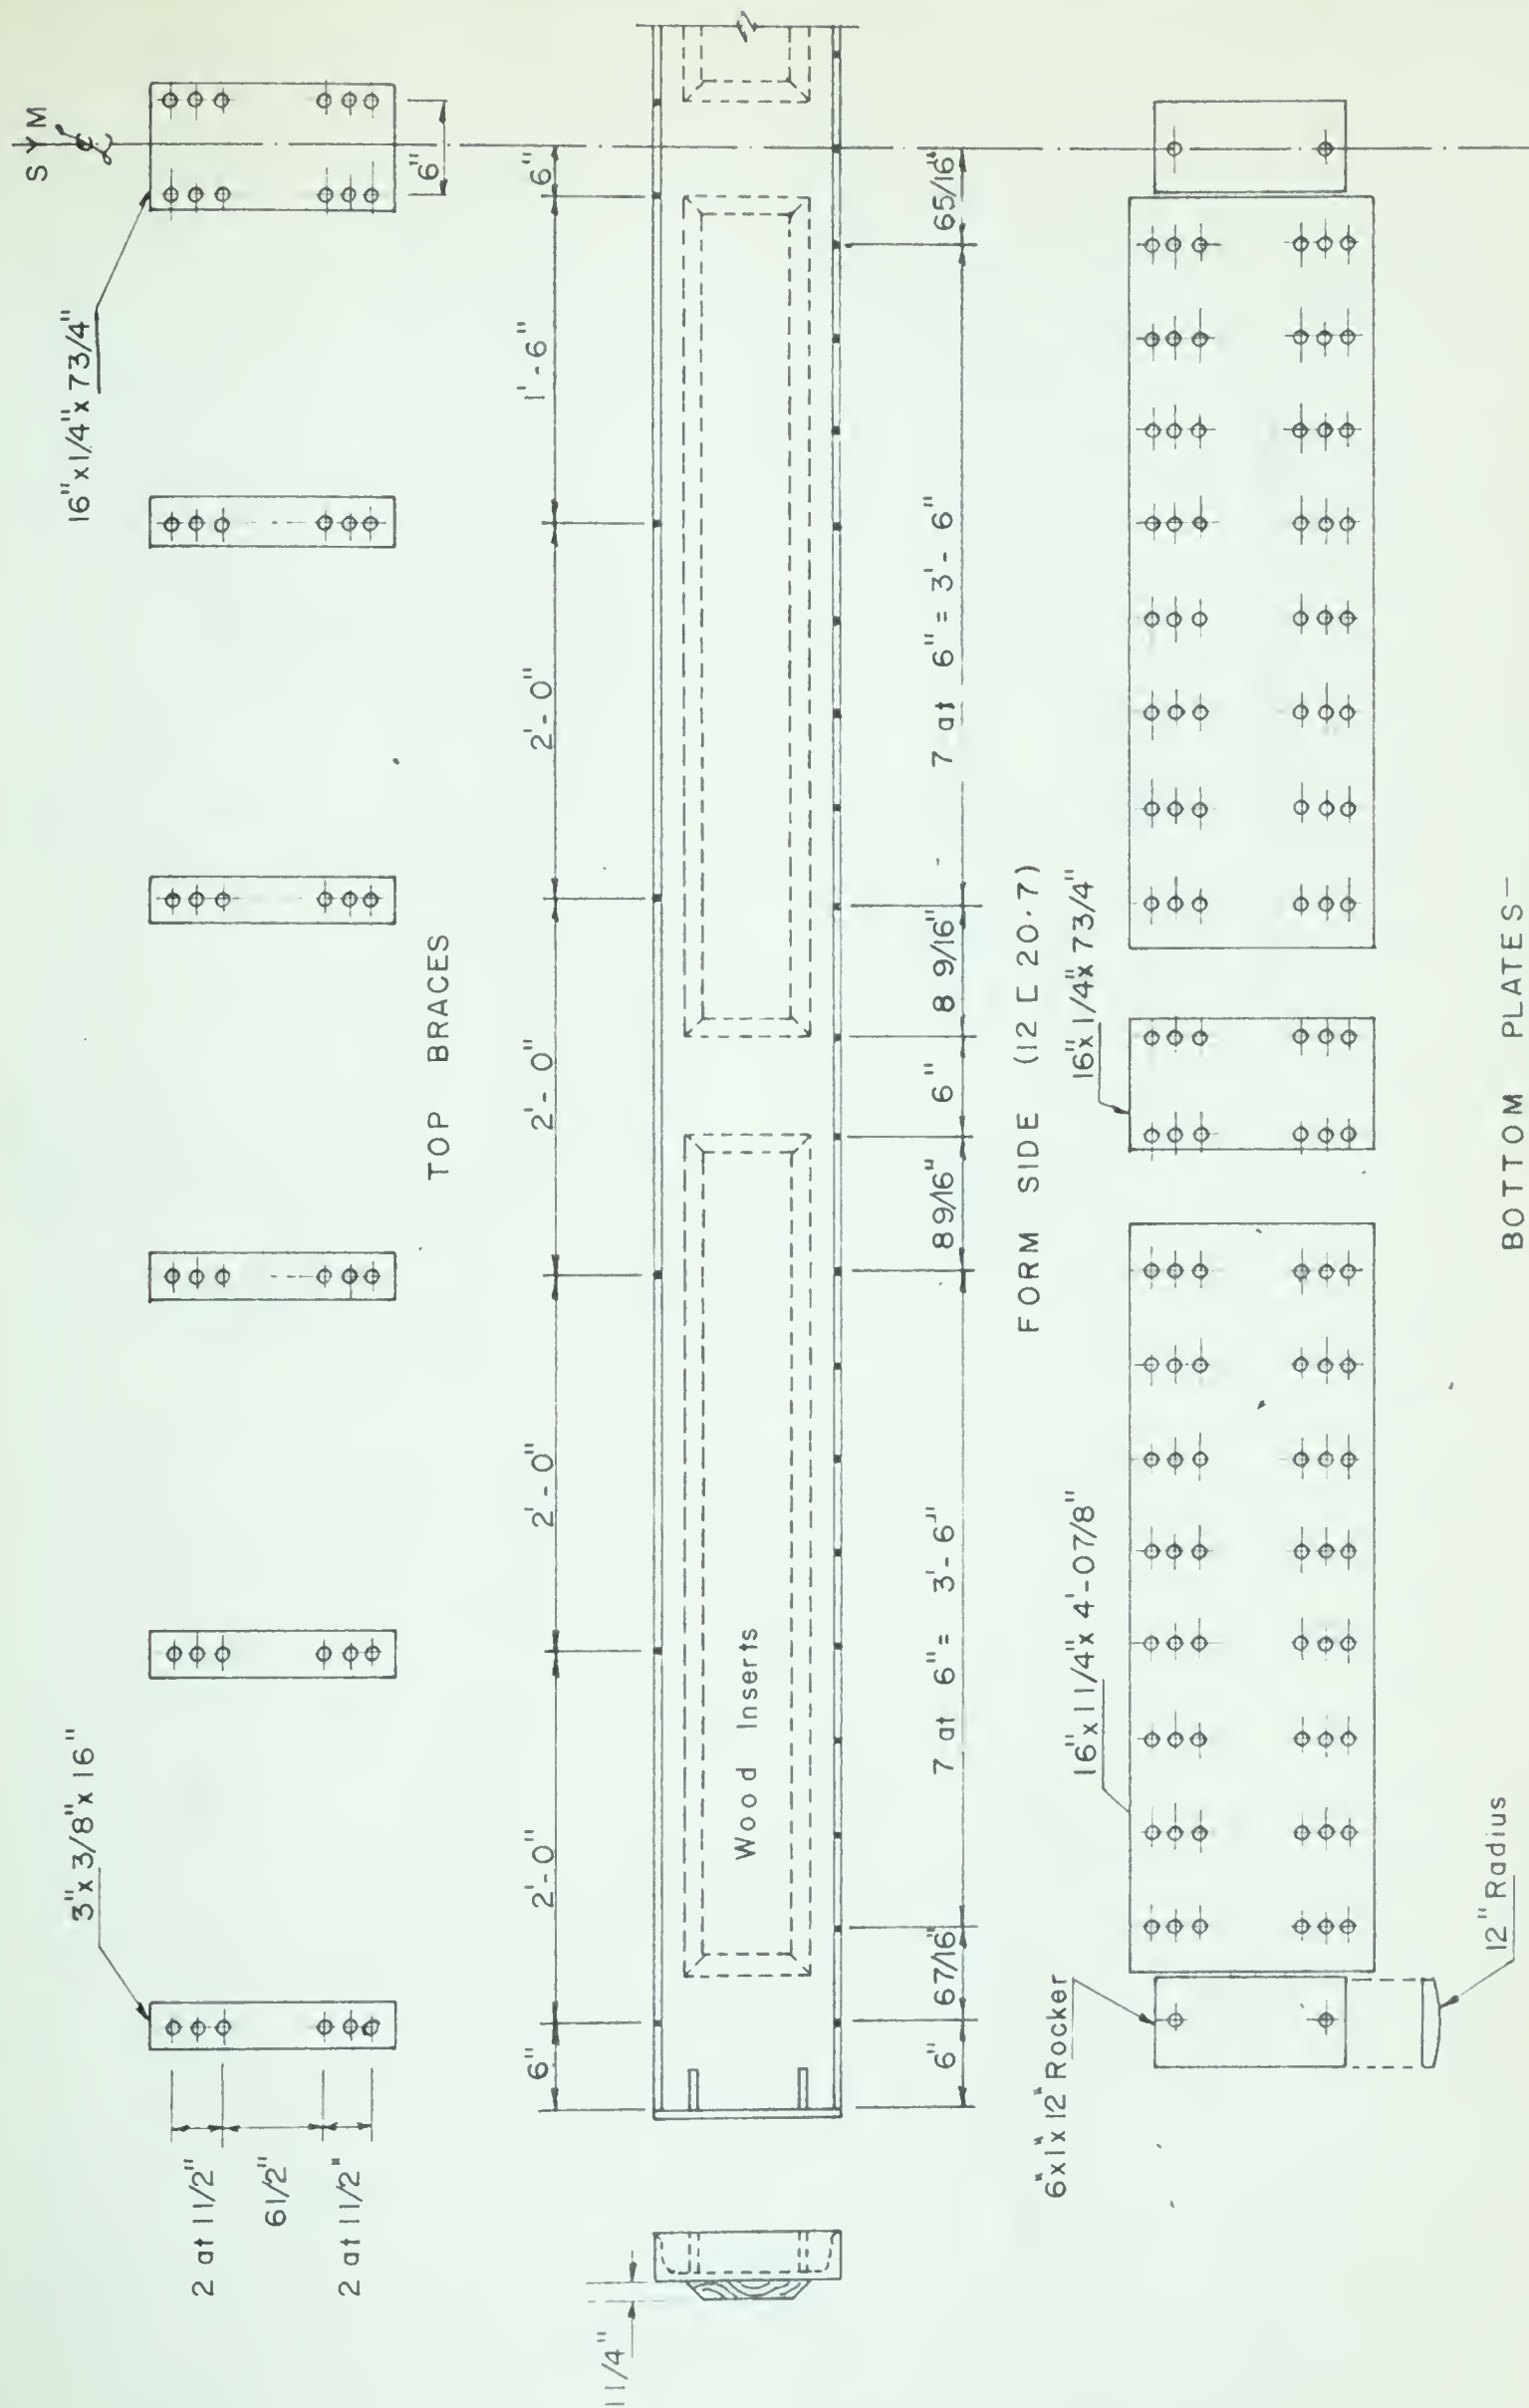 SYM
℄
16" x 1/4" x 7 3/4"
3" x 3/8" x 16"
6"
2 at 1 1/2"
6 1/2"
2 at 1 1/2"
TOP BRACES
6"
2'-0"
2'-0"
2'-0"
2'-0"
1'-6"
6"
1 1/4"
Wood Inserts
6"
6 7/16"
7 at 6" = 3'-6"
8 9/16"
6"
8 9/16"
7 at 6" = 3'-6"
6 5/16"
FORM SIDE (12 [ 20·7)
6" x 1" x 12" Rocker
16" x 1 1/4" x 4'-0 7/8"
16" x 1/4" x 7 3/4"
12" Radius
BOTTOM PLATES